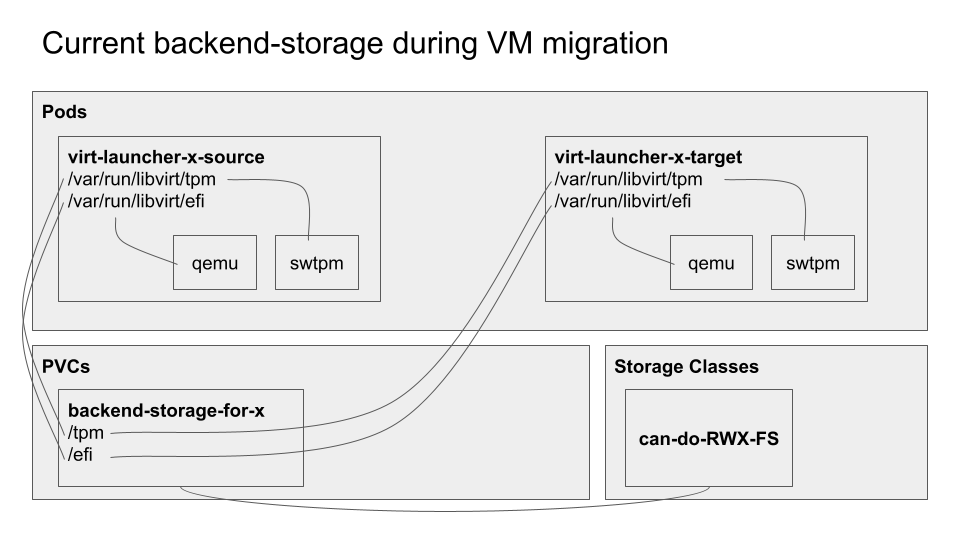 Current backend-storage during VM migration
Pods
virt-launcher-x-source
/var/run/libvirt/tpm
/var/run/libvirt/efi
qemu
swtpm
virt-launcher-x-target
/var/run/libvirt/tpm
/var/run/libvirt/efi
qemu
swtpm
PVCs
backend-storage-for-x
/tpm
/efi
Storage Classes
can-do-RWX-FS